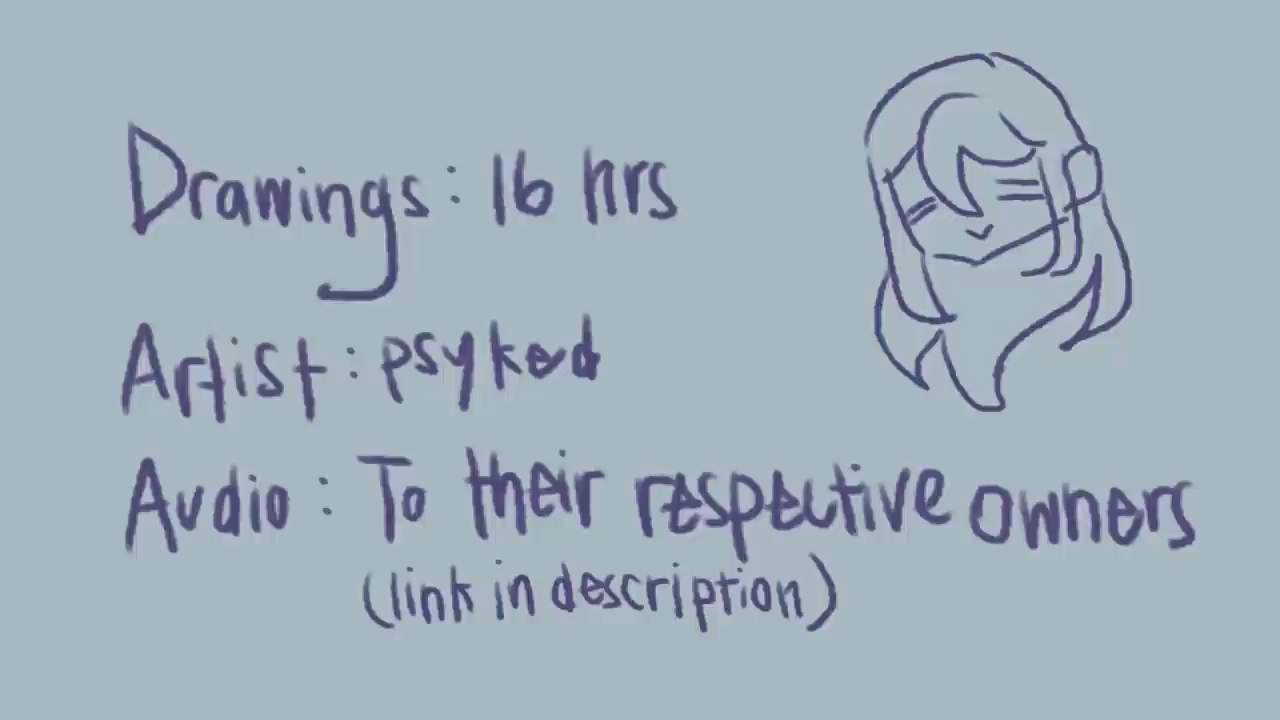 Drawings: 16 hrs
Artist: psyked
Audio: To their respective owners
(link in description)